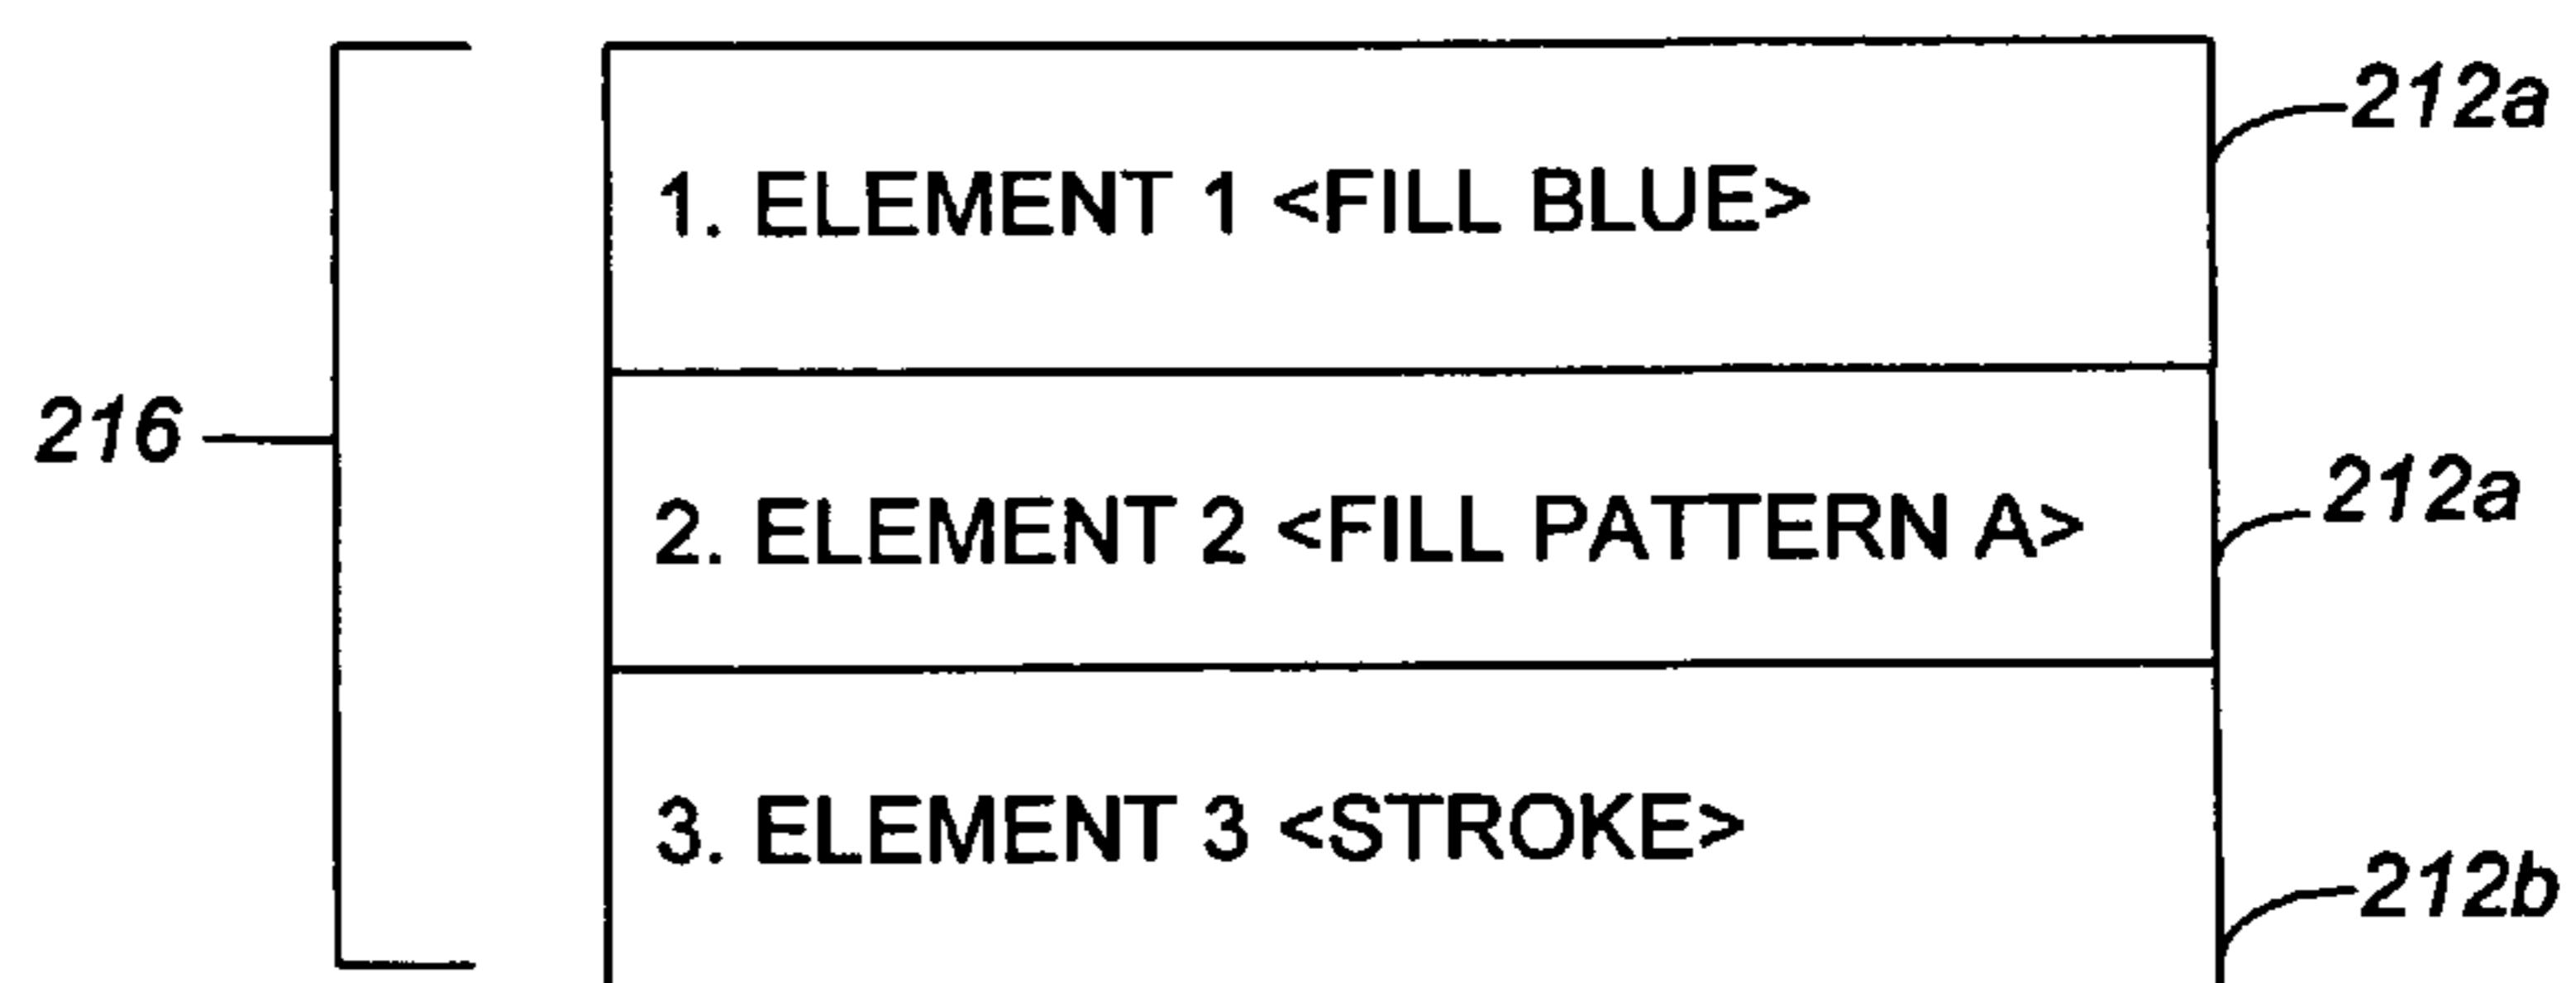 212a
1. ELEMENT 1 <FILL BLUE>
216
2. ELEMENT 2 <FILL PATTERN A>
212a
3. ELEMENT 3 <STROKE>
212b